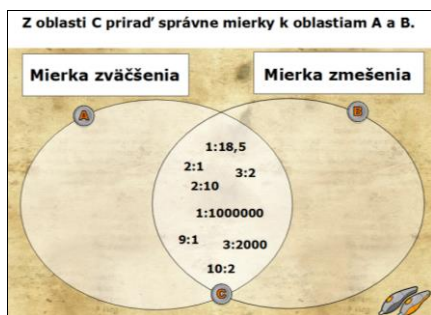 Z oblasti C priraď správne mierky k oblastiam A a B.
Mierka zväčšenia
Mierka zmešenia
A
B
1:18,5
2:1
3:2
2:10
1:1000000
9:1
3:2000
10:2
C